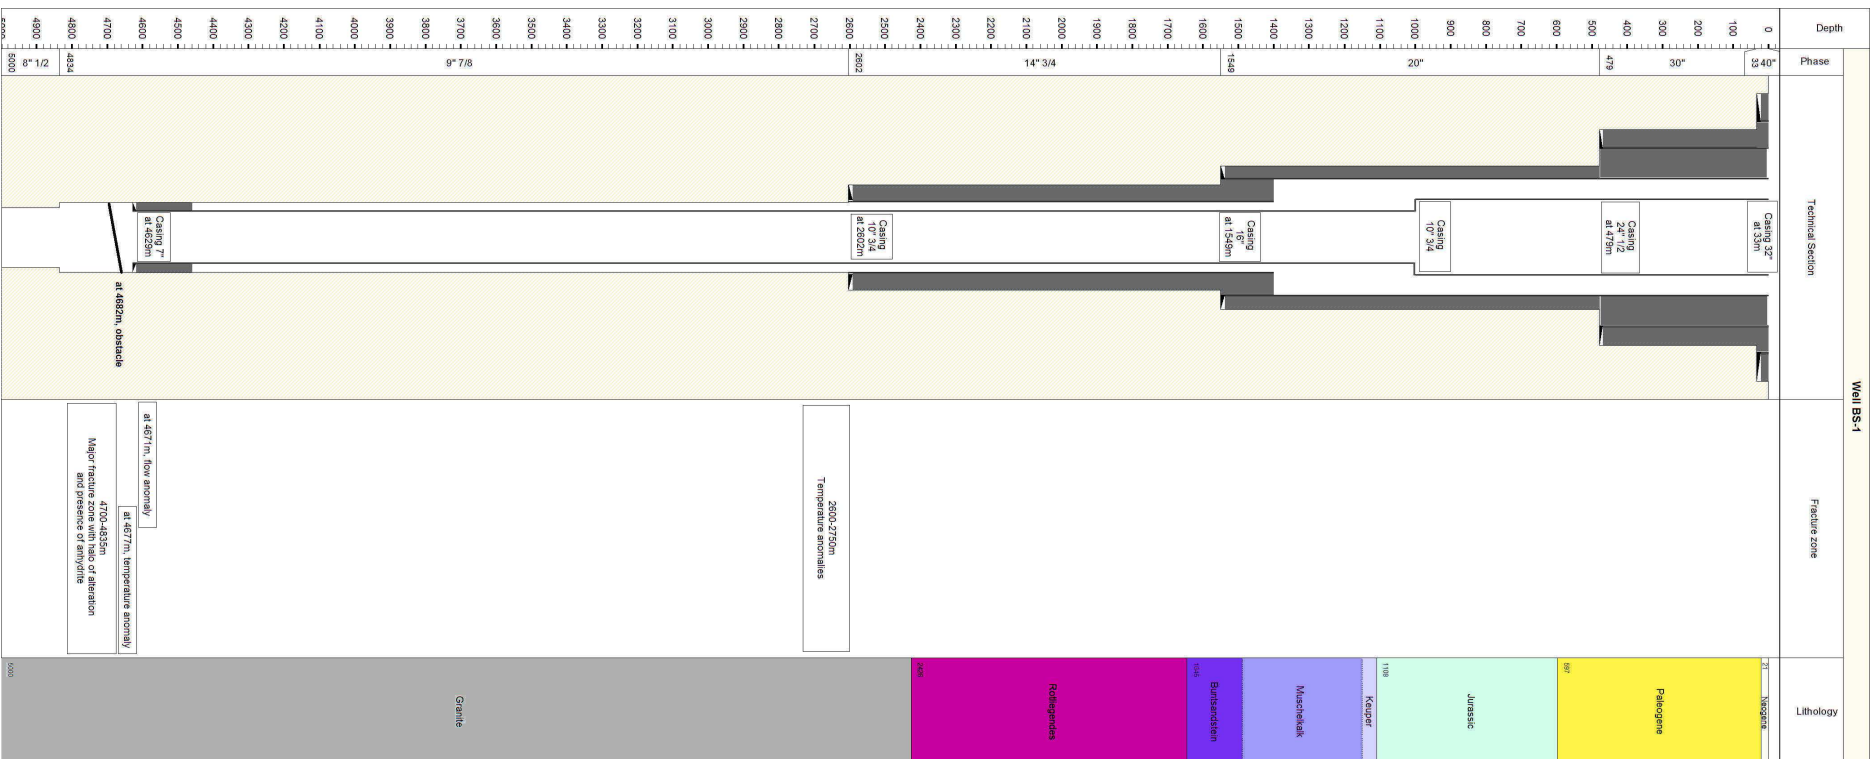 Well BS-1
Depth
Phase
Technical Section
Fracture zone
Lithology
0
100
200
300
400
500
600
700
800
900
1000
1100
1200
1300
1400
1500
1600
1700
1800
1900
2000
2100
2200
2300
2400
2500
2600
2700
2800
2900
3000
3100
3200
3300
3400
3500
3600
3700
3800
3900
4000
4100
4200
4300
4400
4500
4600
4700
4800
4900
5000
40"
33
30"
479
20"
1549
14" 3/4
2602
9" 7/8
4834
8" 1/2
5000
Casing 32"
at 33m
Casing
24" 1/2
at 479m
Casing
10" 3/4
Casing
16"
at 1549m
Casing
10" 3/4
at 2602m
Casing 7"
at 4629m
at 4682m, obstacle
2600-2750m
Temperature anomalies
at 4671m, flow anomaly
at 4677m, temperature anomaly
4700-4835m
Major fracture zone with halo of alteration
and presence of anhydrite
Neogene
21
Paleogene
597
Jurassic
1108
Keuper
Muschelkalk
Buntsandstein
1646
Rotliegendes
2426
Granite
5000